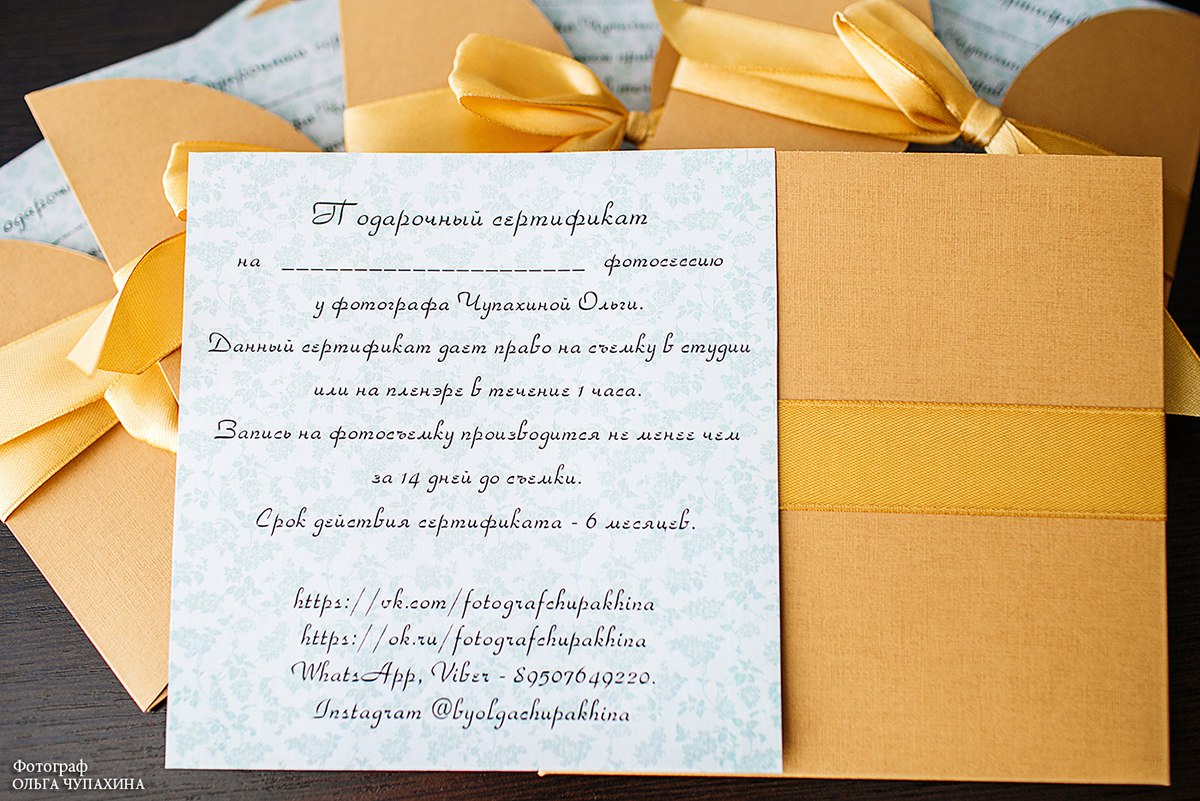 Подарочный сертификат
на _____________________ фотосессию
у фотографа Чупахиной Ольги.
Данный сертификат дает право на съемку в студии
или на пленэре в течение 1 часа.
Запись на фотосъемку производится не менее чем
за 14 дней до съемки.
Срок действия сертификата - 6 месяцев.
https://vk.com/fotografchupakhina
https://ok.ru/fotografchupakhina
WhatsApp, Viber - 89507649220.
Instagram @byolgachupakhina
Фотограф
ОЛЬГА ЧУПАХИНА